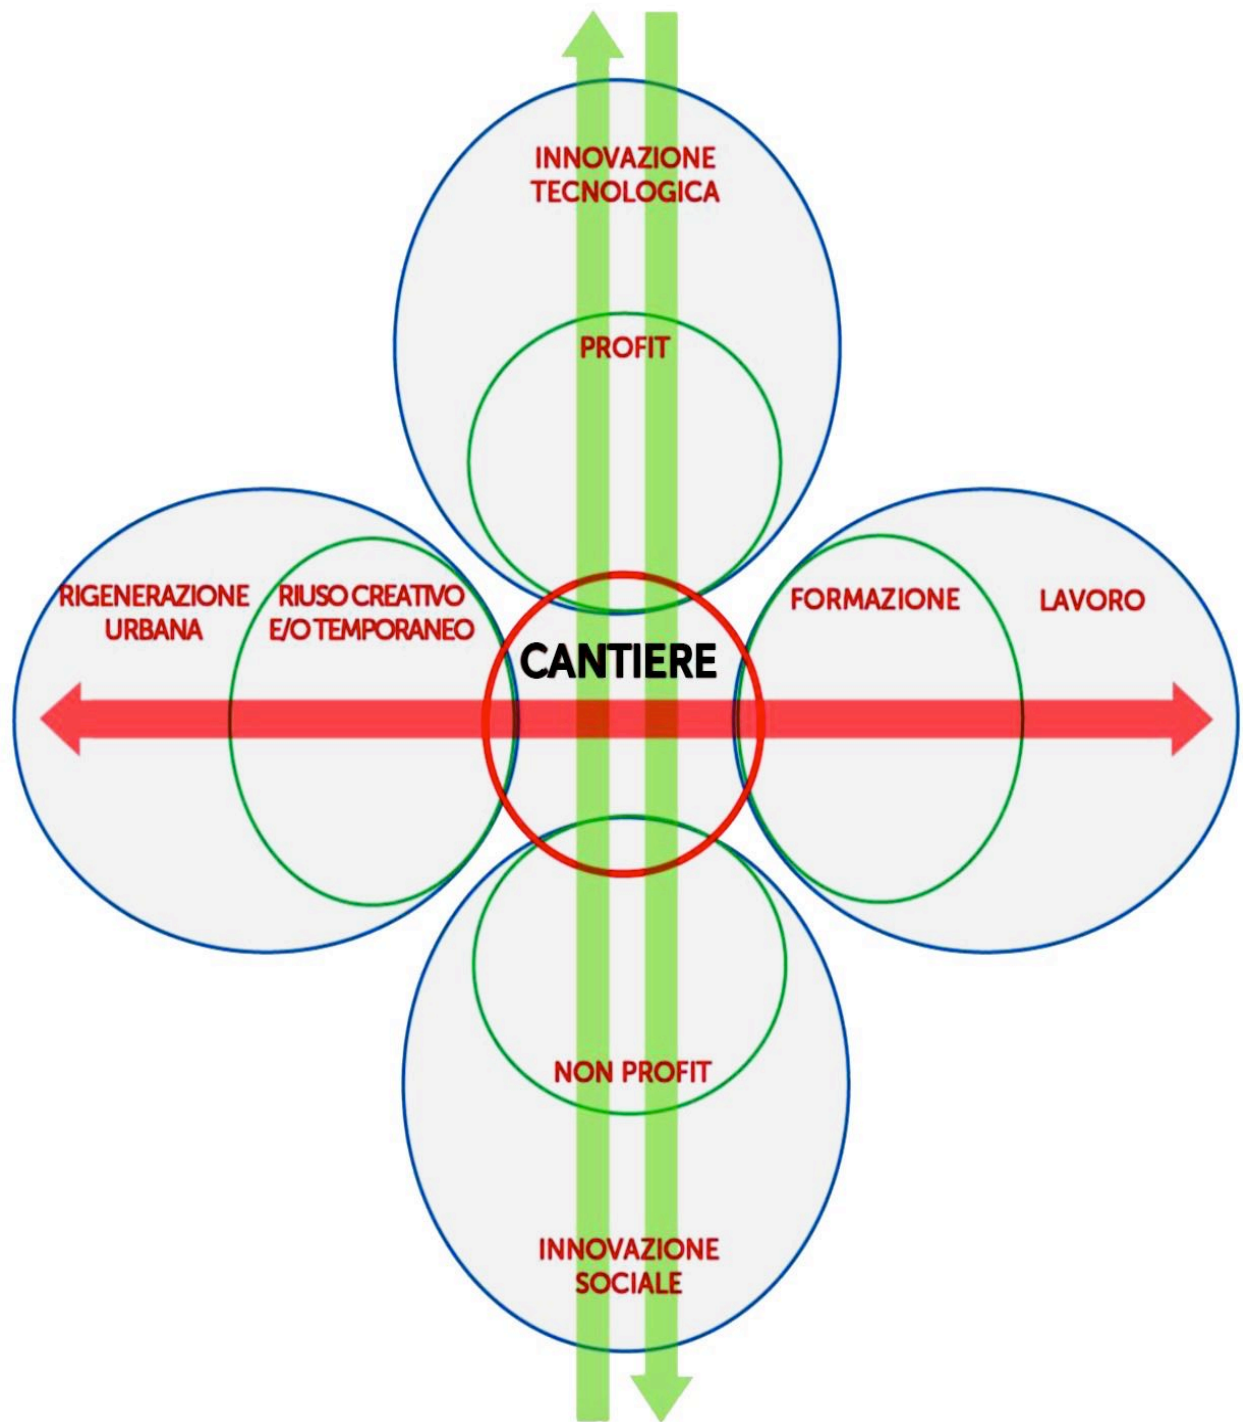 INNOVAZIONE
TECNOLOGICA
PROFIT
RIGENERAZIONE
URBANA
RIUSO CREATIVO
E/O TEMPORANEO
CANTIERE
FORMAZIONE
LAVORO
NON PROFIT
INNOVAZIONE
SOCIALE